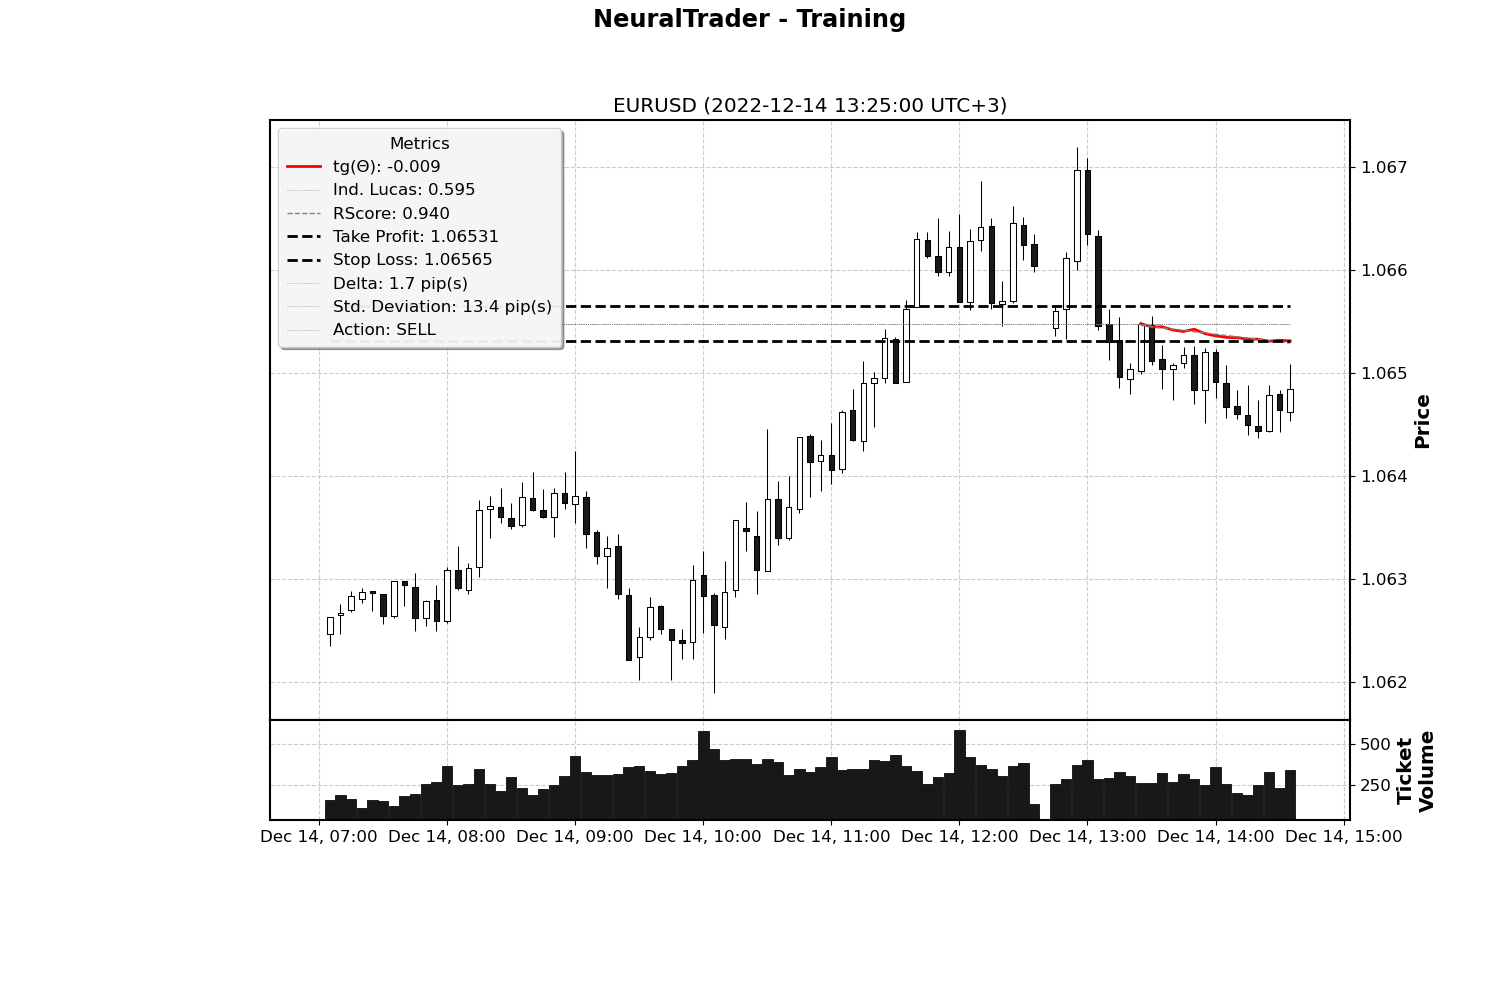 NeuralTrader - Training
EURUSD (2022-12-14 13:25:00 UTC+3)
Metrics
tg(Θ): -0.009
Ind. Lucas: 0.595
RScore: 0.940
Take Profit: 1.06531
Stop Loss: 1.06565
Delta: 1.7 pip(s)
Std. Deviation: 13.4 pip(s)
Action: SELL
1.067
1.066
1.065
1.064
1.063
1.062
Price
500
250
Ticket
Volume
Dec 14, 07:00
Dec 14, 08:00
Dec 14, 09:00
Dec 14, 10:00
Dec 14, 11:00
Dec 14, 12:00
Dec 14, 13:00
Dec 14, 14:00
Dec 14, 15:00